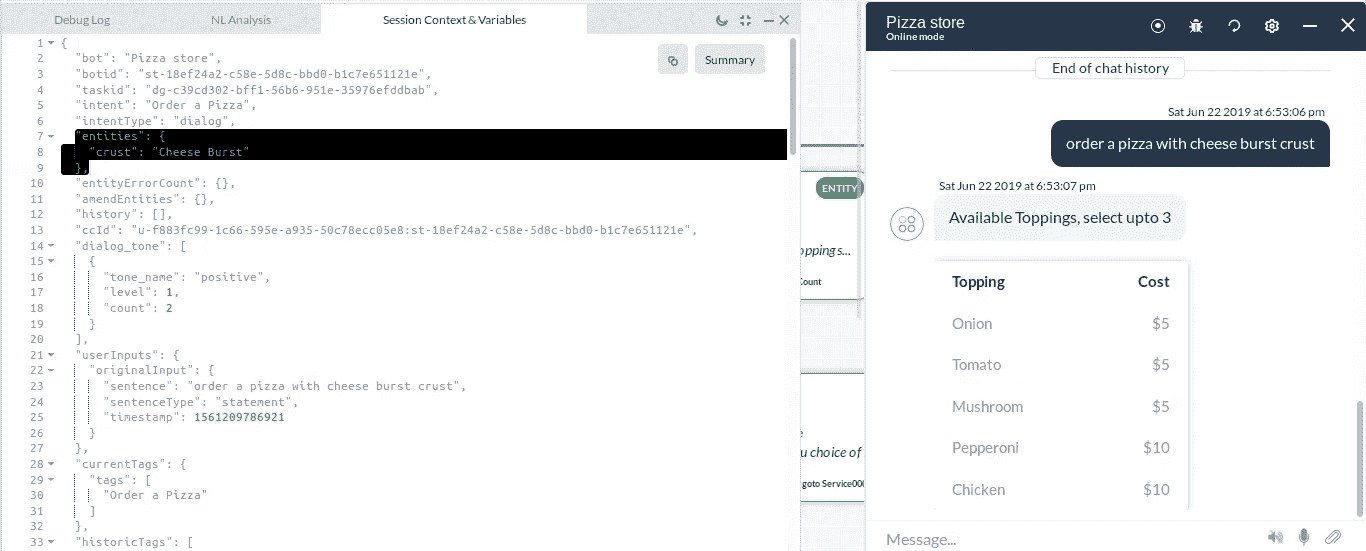 Debug Log NL Analysis Session Context & Variables
Summary
1 {
2 "bot": "Pizza store",
3 "botid": "st-18ef24a2-c58e-5d8c-bbd0-b1c7e651121e",
4 "taskid": "dg-c39cd302-bff1-56b6-951e-35976efddbab",
5 "intent": "Order a Pizza",
6 "intentType": "dialog",
7 "entities": {
8 "crust": "Cheese Burst"
9 },
10 "entityErrorCount": {},
11 "amendEntities": {},
12 "history": [],
13 "ccId": "u-f883fc99-1c66-595e-a935-50c78ecc05e8:st-18ef24a2-c58e-5d8c-bbd0-b1c7e651121e",
14 "dialog_tone": [
15 {
16 "tone_name": "positive",
17 "level": 1,
18 "count": 2
19 }
20 ],
21 "userInputs": {
22 "originalInput": {
23 "sentence": "order a pizza with cheese burst crust",
24 "sentenceType": "statement",
25 "timestamp": 1561209786921
26 }
27 },
28 "currentTags": {
29 "tags": [
30 "Order a Pizza"
31 ]
32 },
33 "historicTags": [
ENTITY
oppings...
Count
e
u choice of
goto Service000
Pizza store
Online mode
End of chat history
Sat Jun 22 2019 at 6:53:06 pm
order a pizza with cheese burst crust
Sat Jun 22 2019 at 6:53:07 pm
Available Toppings, select upto 3
Topping Cost
Onion $5
Tomato $5
Mushroom $5
Pepperoni $10
Chicken $10
Message...